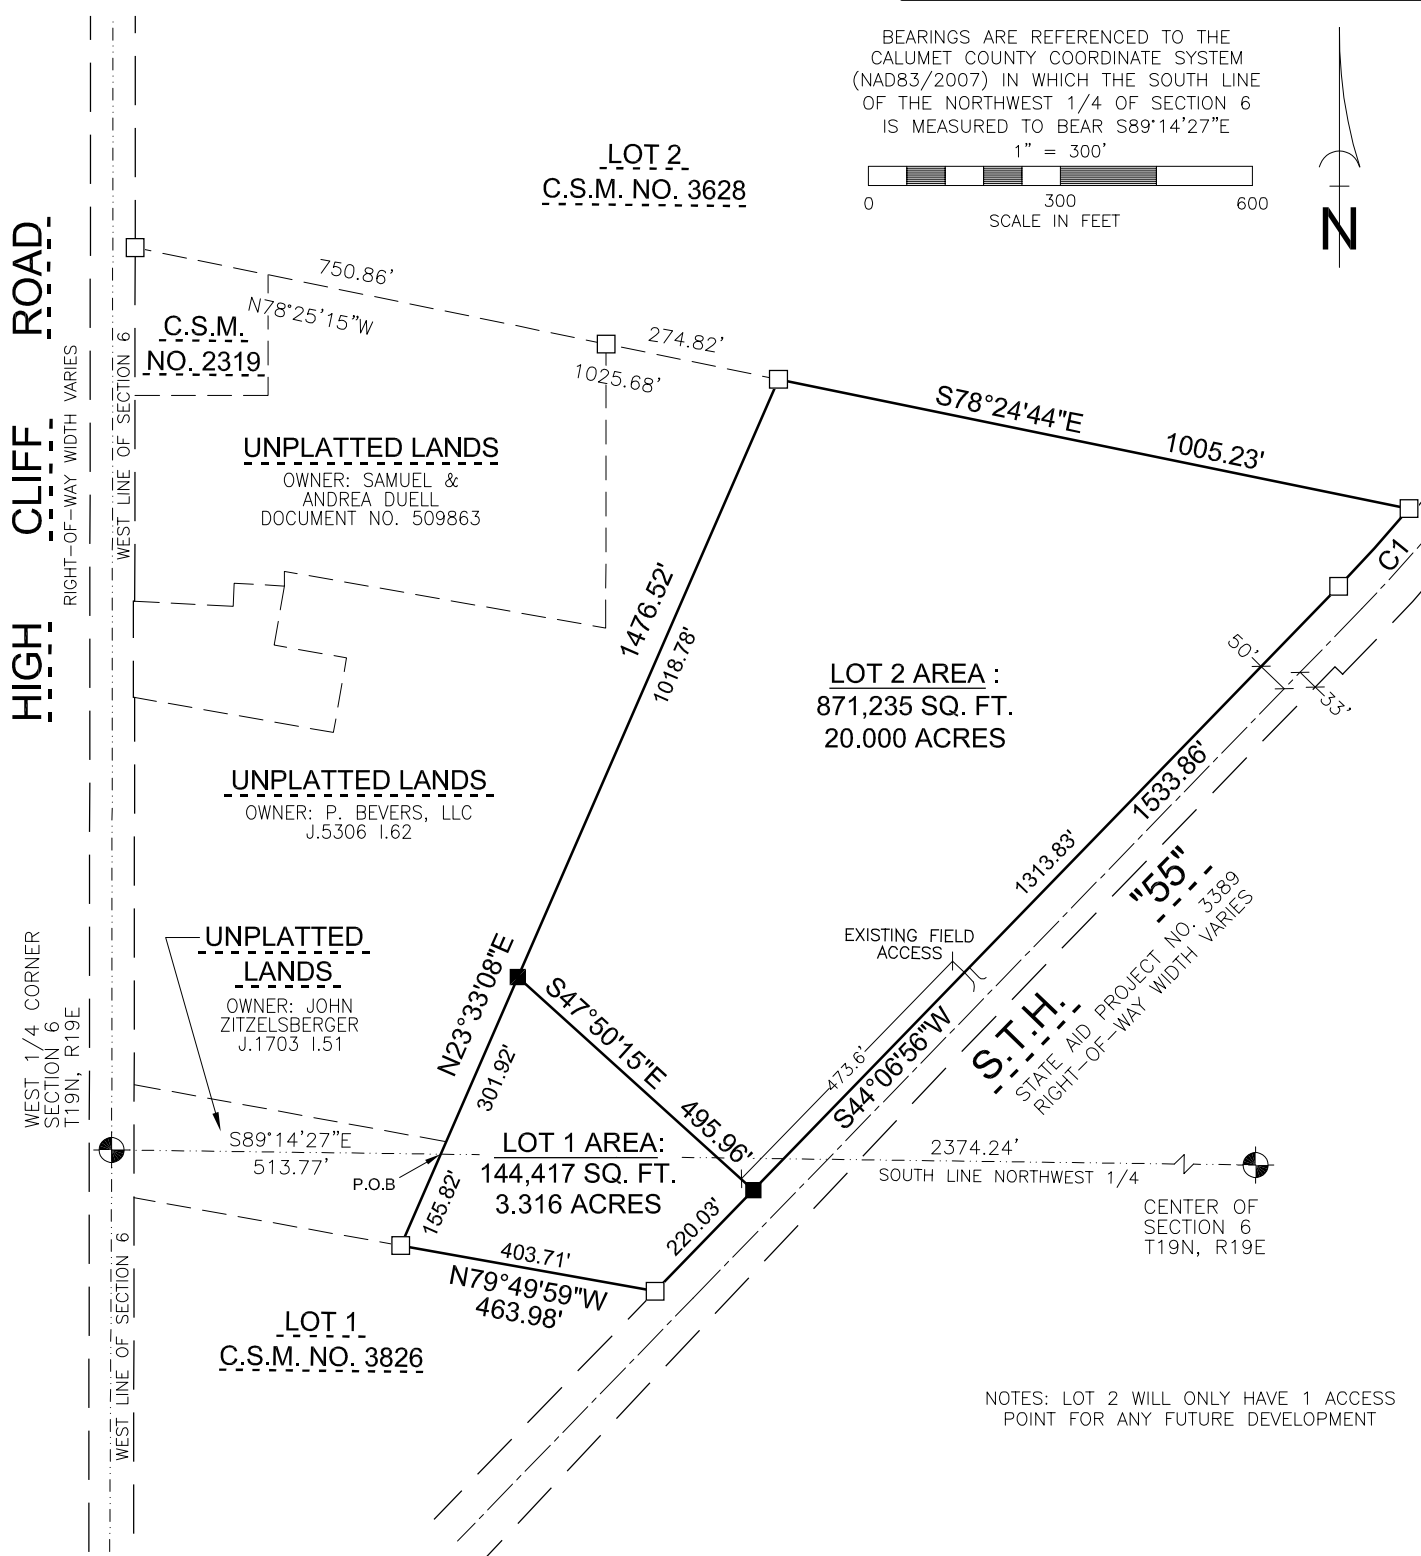 BEARINGS ARE REFERENCED TO THE
CALUMET COUNTY COORDINATE SYSTEM
(NAD83/2007) IN WHICH THE SOUTH LINE
OF THE NORTHWEST 1/4 OF SECTION 6
IS MEASURED TO BEAR S89°14'27"E
1" = 300'
0
300
600
SCALE IN FEET
N
LOT 2
C.S.M. NO. 3628
HIGH CLIFF ROAD
RIGHT-OF-WAY WIDTH VARIES
WEST LINE OF SECTION 6
750.86'
N78°25'15"W
274.82'
1025.68'
C.S.M.
NO. 2319
S78°24'44"E
1005.23'
C1
UNPLATTED LANDS
OWNER: SAMUEL &
ANDREA DUELL
DOCUMENT NO. 509863
1476.52'
1018.78'
50'
33'
LOT 2 AREA :
871,235 SQ. FT.
20.000 ACRES
UNPLATTED LANDS
OWNER: P. BEVERS, LLC
J.5306 I.62
1533.86'
1313.83'
"55"
S.T.H.
STATE AID PROJECT NO. 3389
RIGHT-OF-WAY WIDTH VARIES
EXISTING FIELD
ACCESS
473.6'
S44°06'56"W
UNPLATTED
LANDS
OWNER: JOHN
ZITZELSBERGER
J.1703 I.51
WEST 1/4 CORNER
SECTION 6
T19N, R19E
N23°33'08"E
301.92'
S47°50'15"E
495.96'
S89°14'27"E
513.77'
P.O.B
155.82'
LOT 1 AREA:
144,417 SQ. FT.
3.316 ACRES
2374.24'
SOUTH LINE NORTHWEST 1/4
CENTER OF
SECTION 6
T19N, R19E
220.03'
403.71'
N79°49'59"W
463.98'
WEST LINE OF SECTION 6
LOT 1
C.S.M. NO. 3826
NOTES: LOT 2 WILL ONLY HAVE 1 ACCESS
POINT FOR ANY FUTURE DEVELOPMENT